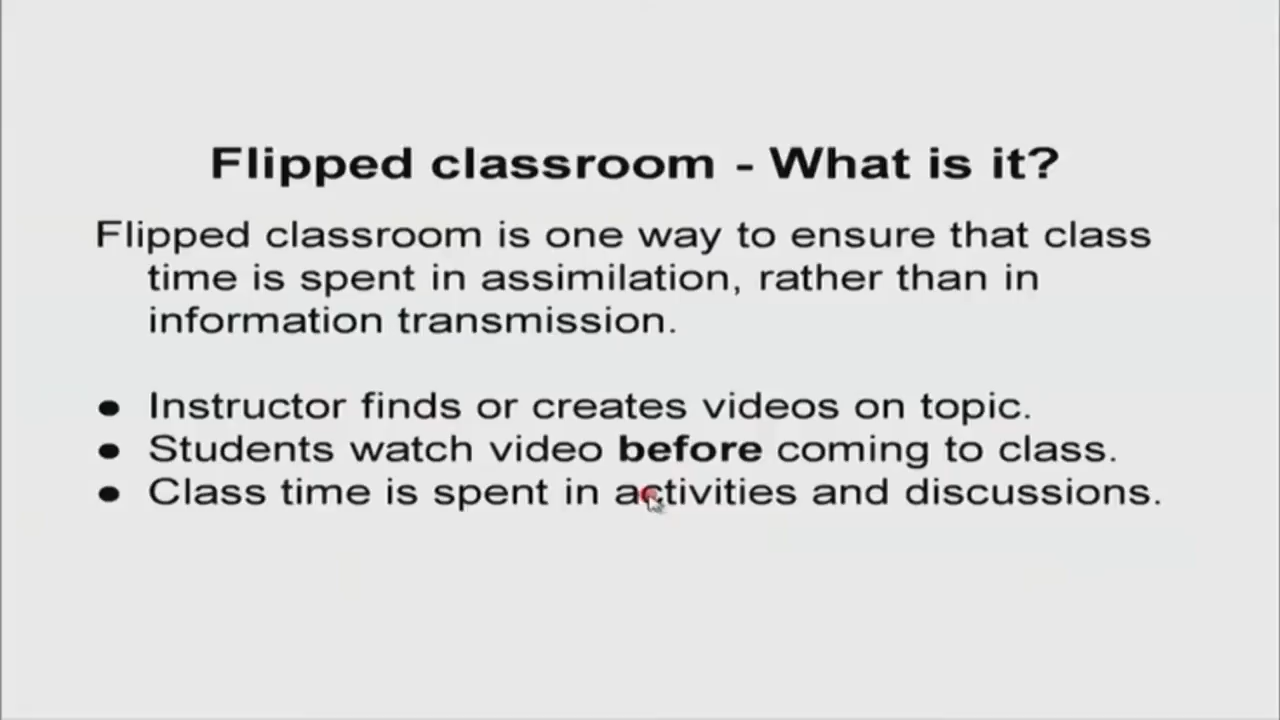 Flipped classroom - What is it?
Flipped classroom is one way to ensure that class
time is spent in assimilation, rather than in
information transmission.
● Instructor finds or creates videos on topic.
● Students watch video before coming to class.
● Class time is spent in activities and discussions.